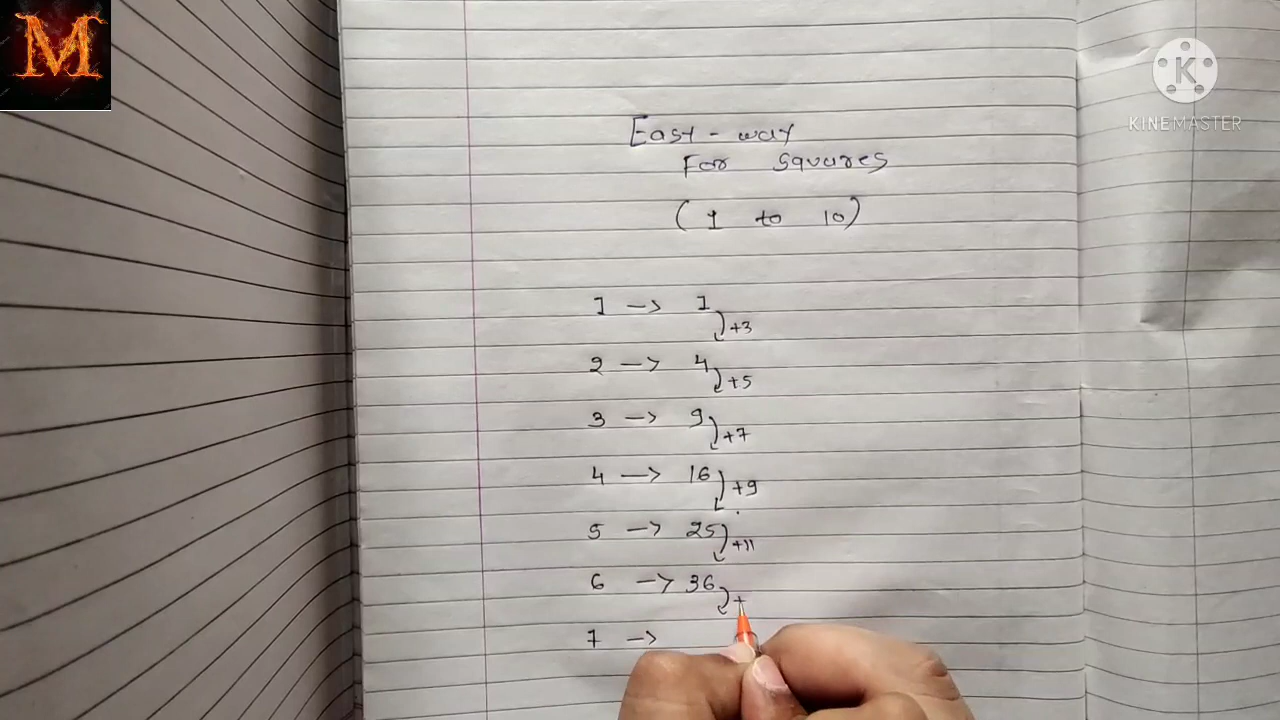 M
KINEMASTER
Easy-way
For Squares
(1 to 10)
1 -> 1
+3
2 -> 4
+5
3 -> 9
+7
4 -> 16
+9
5 -> 25
+11
6 -> 36
+
7 ->